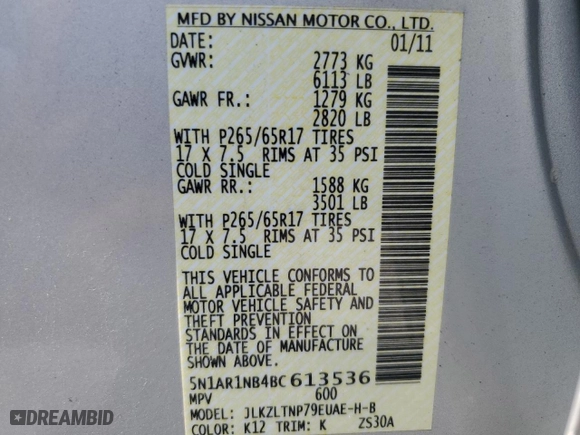 MFD BY NISSAN MOTOR CO., LTD.
DATE: 01/11
GVWR: 2773 KG
6113 LB
GAWR FR.: 1279 KG
2820 LB
WITH P265/65R17 TIRES
17 X 7.5 RIMS AT 35 PSI
COLD SINGLE
GAWR RR.: 1588 KG
3501 LB
WITH P265/65R17 TIRES
17 X 7.5 RIMS AT 35 PSI
COLD SINGLE
THIS VEHICLE CONFORMS TO
ALL APPLICABLE FEDERAL
MOTOR VEHICLE SAFETY AND
THEFT PREVENTION
STANDARDS IN EFFECT ON
THE DATE OF MANUFACTURE
SHOWN ABOVE.
5N1AR1NB4BC613536
MPV 600
MODEL: JLKZLTNP79EUAE-H-B
COLOR: K12 TRIM: K ZS30A
EPICVIN.COM